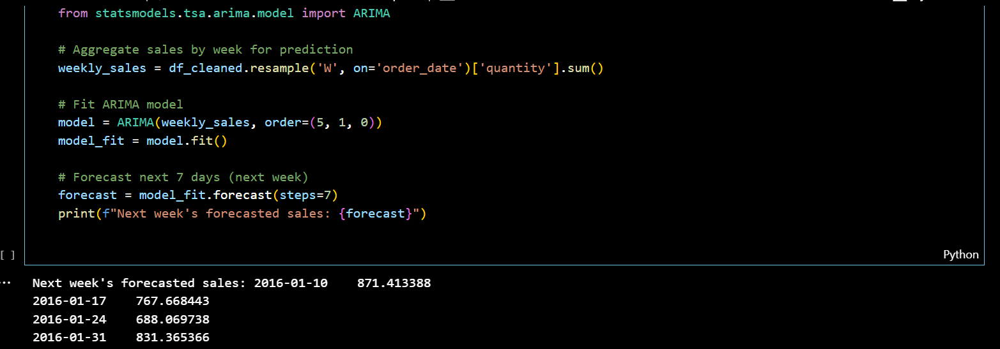 from statsmodels.tsa.arima.model import ARIMA
# Aggregate sales by week for prediction
weekly_sales = df_cleaned.resample('W', on='order_date')['quantity'].sum()
# Fit ARIMA model
model = ARIMA(weekly_sales, order=(5, 1, 0))
model_fit = model.fit()
# Forecast next 7 days (next week)
forecast = model_fit.forecast(steps=7)
print(f"Next week's forecasted sales: {forecast}")
[ ]
Python
... Next week's forecasted sales: 2016-01-10    871.413388
2016-01-17    767.668443
2016-01-24    688.069738
2016-01-31    831.365366